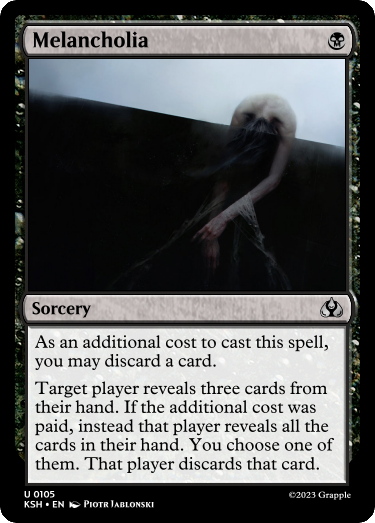 Melancholia
Sorcery
As an additional cost to cast this spell,
you may discard a card.
Target player reveals three cards from
their hand. If the additional cost was
paid, instead that player reveals all the
cards in their hand. You choose one of
them. That player discards that card.
U 0105
KSH • EN Piotr Jablonski
©2023 Grapple